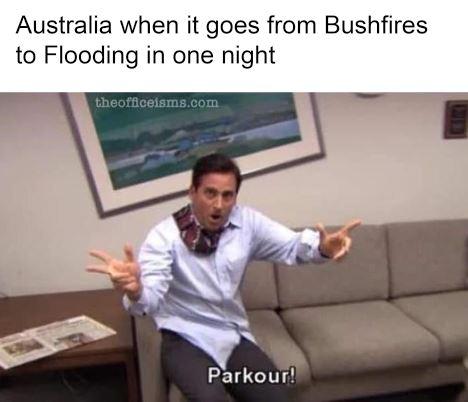 Australia when it goes from Bushfires
to Flooding in one night
theofficeisms.com
Parkour!